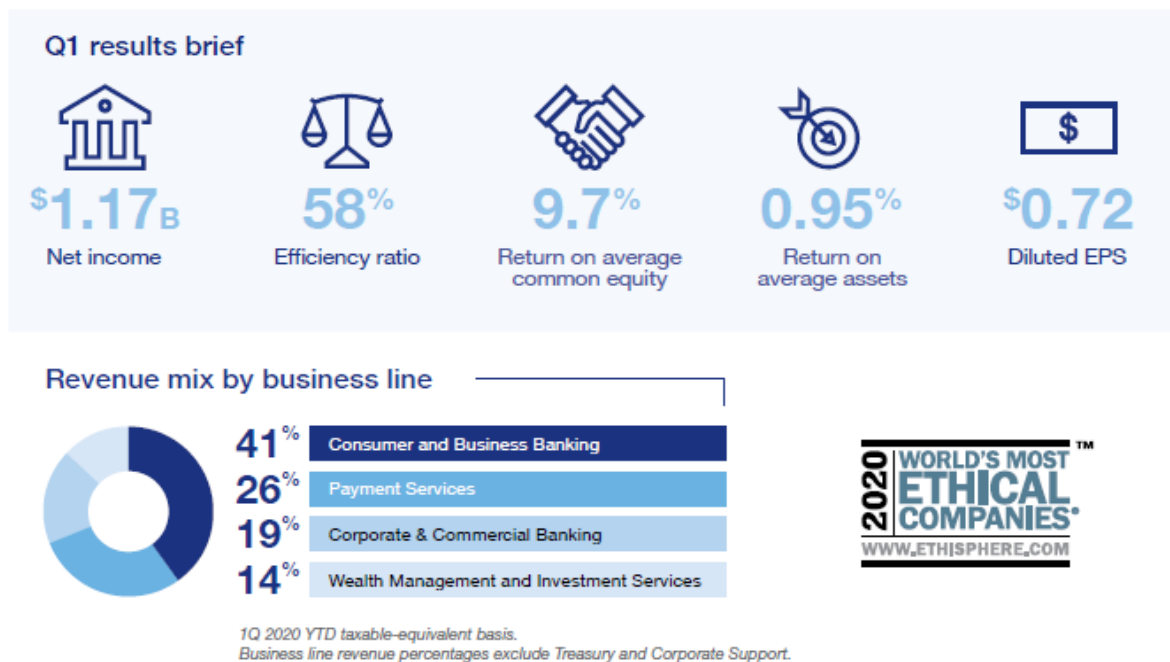 Q1 results brief
$1.17B
Net income
58%
Efficiency ratio
9.7%
Return on average
common equity
0.95%
Return on
average assets
$
$0.72
Diluted EPS
Revenue mix by business line
41% Consumer and Business Banking
26% Payment Services
19% Corporate & Commercial Banking
14% Wealth Management and Investment Services
1Q 2020 YTD taxable-equivalent basis.
Business line revenue percentages exclude Treasury and Corporate Support.
2020
WORLD'S MOST
ETHICAL
COMPANIES®
™
WWW.ETHISPHERE.COM